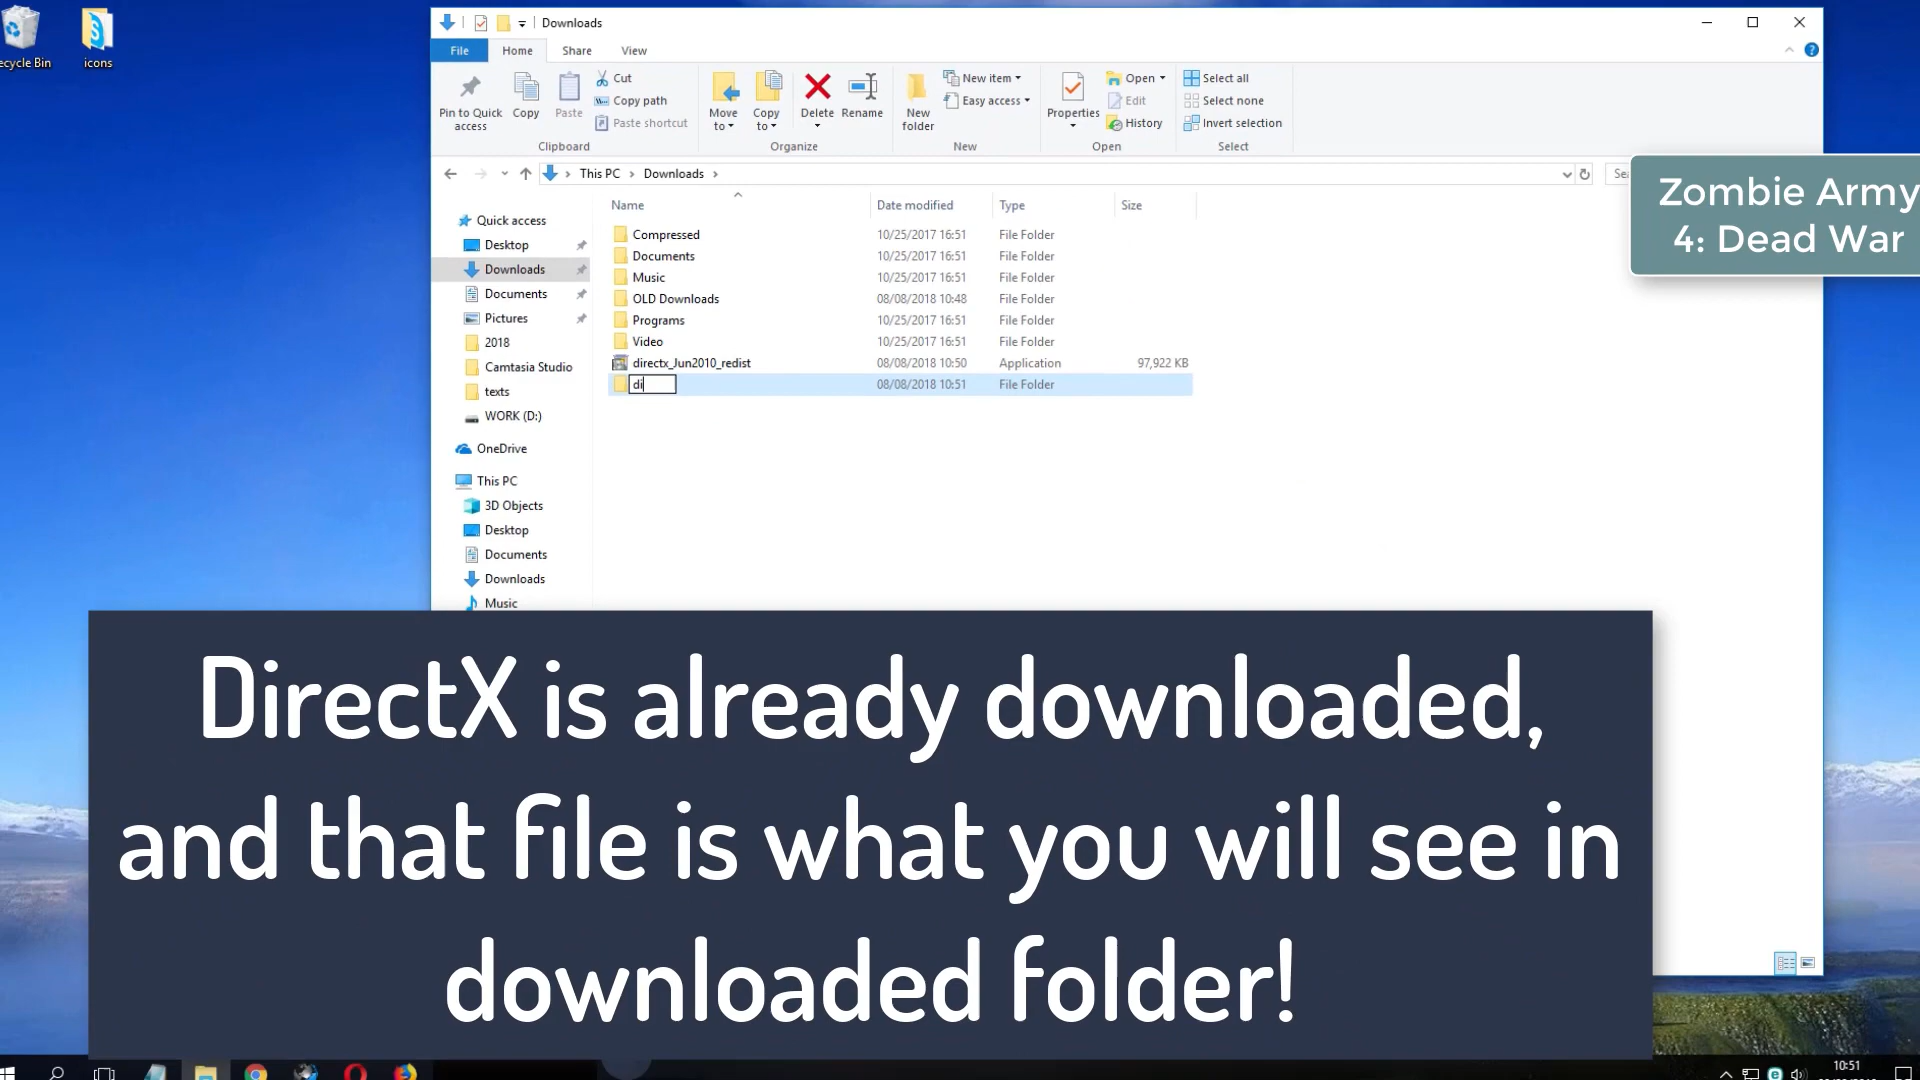 Downloads
File
Home
Share
View
Pin to Quick access
Copy
Paste
Cut
Copy path
Paste shortcut
Move to
Copy to
Delete
Rename
New folder
New item
Easy access
Properties
Open
Edit
History
Select all
Select none
Invert selection
Clipboard
Organize
New
Open
Select
This PC
Downloads
Zombie Army
4: Dead War
Name
Date modified
Type
Size
Compressed 10/25/2017 16:51 File Folder
Documents 10/25/2017 16:51 File Folder
Music 10/25/2017 16:51 File Folder
OLD Downloads 08/08/2018 10:48 File Folder
Programs 10/25/2017 16:51 File Folder
Video 10/25/2017 16:51 File Folder
directx_Jun2010_redist 08/08/2018 10:50 Application 97,922 KB
di 08/08/2018 10:51 File Folder
Quick access
Desktop
Downloads
Documents
Pictures
2018
Camtasia Studio
texts
WORK (D:)
OneDrive
This PC
3D Objects
Desktop
Documents
Downloads
Music
ecycle Bin
icons
DirectX is already downloaded,
and that file is what you will see in
downloaded folder!
10:51